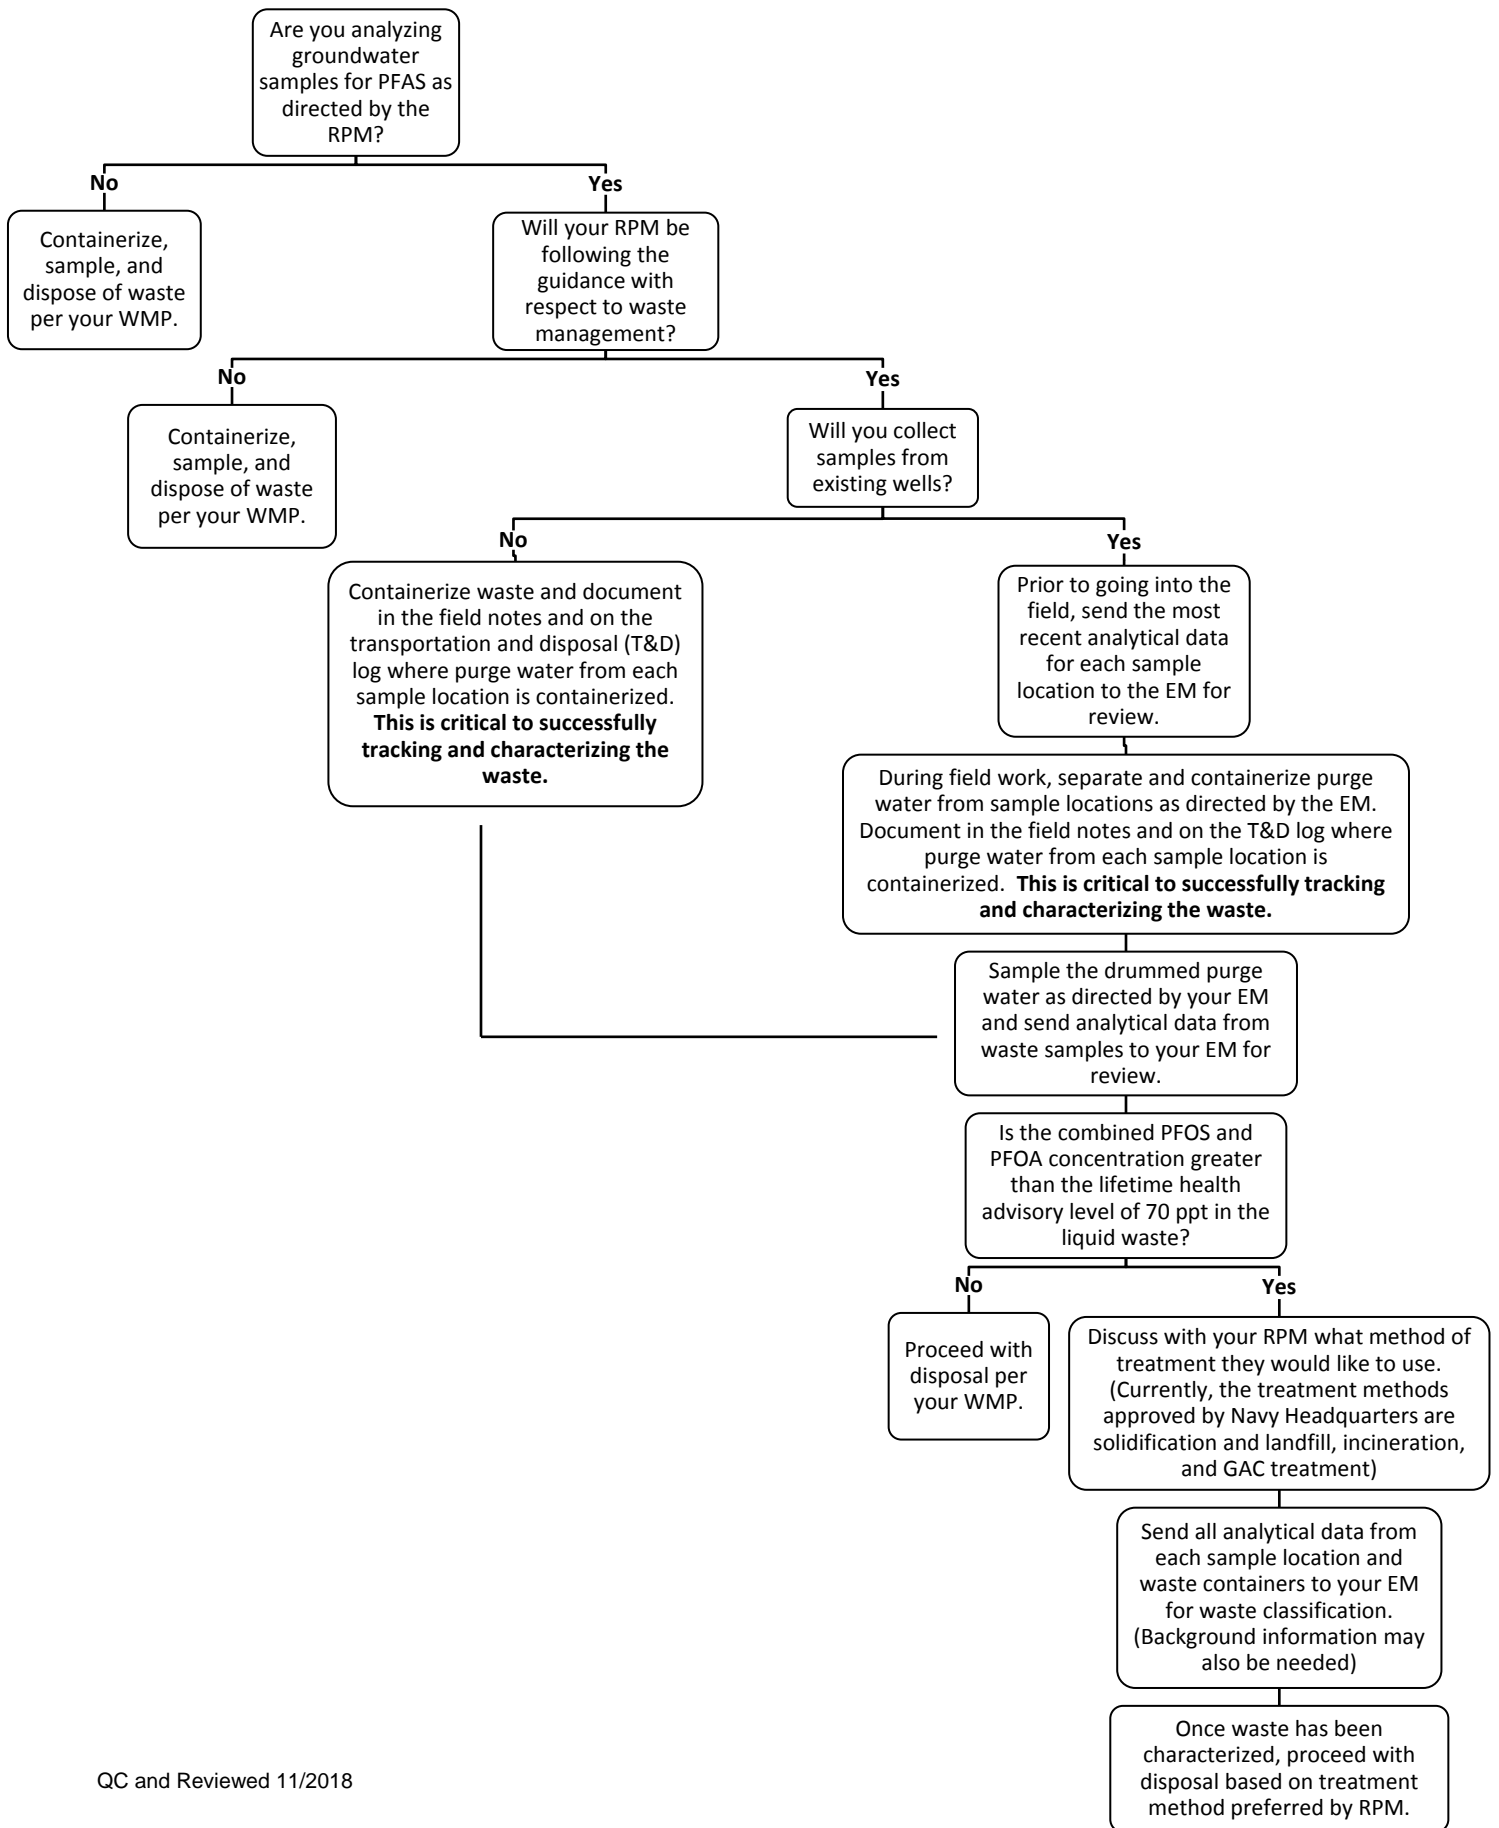 Are you analyzing
groundwater
samples for PFAS as
directed by the
RPM?
No
Yes
Containerize,
sample, and
dispose of waste
per your WMP.
Will your RPM be
following the
guidance with
respect to waste
management?
No
Yes
Containerize,
sample, and
dispose of waste
per your WMP.
Will you collect
samples from
existing wells?
No
Yes
Containerize waste and document
in the field notes and on the
transportation and disposal (T&D)
log where purge water from each
sample location is containerized.
This is critical to successfully
tracking and characterizing the
waste.
Prior to going into the
field, send the most
recent analytical data
for each sample
location to the EM for
review.
During field work, separate and containerize purge
water from sample locations as directed by the EM.
Document in the field notes and on the T&D log where
purge water from each sample location is
containerized. This is critical to successfully tracking
and characterizing the waste.
Sample the drummed purge
water as directed by your EM
and send analytical data from
waste samples to your EM for
review.
Is the combined PFOS and
PFOA concentration greater
than the lifetime health
advisory level of 70 ppt in the
liquid waste?
No
Yes
Proceed with
disposal per
your WMP.
Discuss with your RPM what method of
treatment they would like to use.
(Currently, the treatment methods
approved by Navy Headquarters are
solidification and landfill, incineration,
and GAC treatment)
Send all analytical data from
each sample location and
waste containers to your EM
for waste classification.
(Background information may
also be needed)
Once waste has been
characterized, proceed with
disposal based on treatment
method preferred by RPM.
QC and Reviewed 11/2018